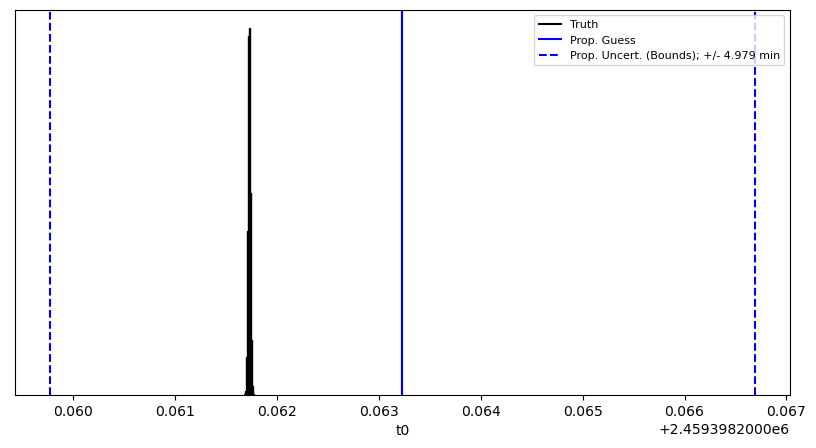 Truth
Prop. Guess
Prop. Uncert. (Bounds); +/- 4.979 min
0.060 0.061 0.062 0.063 0.064 0.065 0.066 0.067
t0
+2.4593982000e6